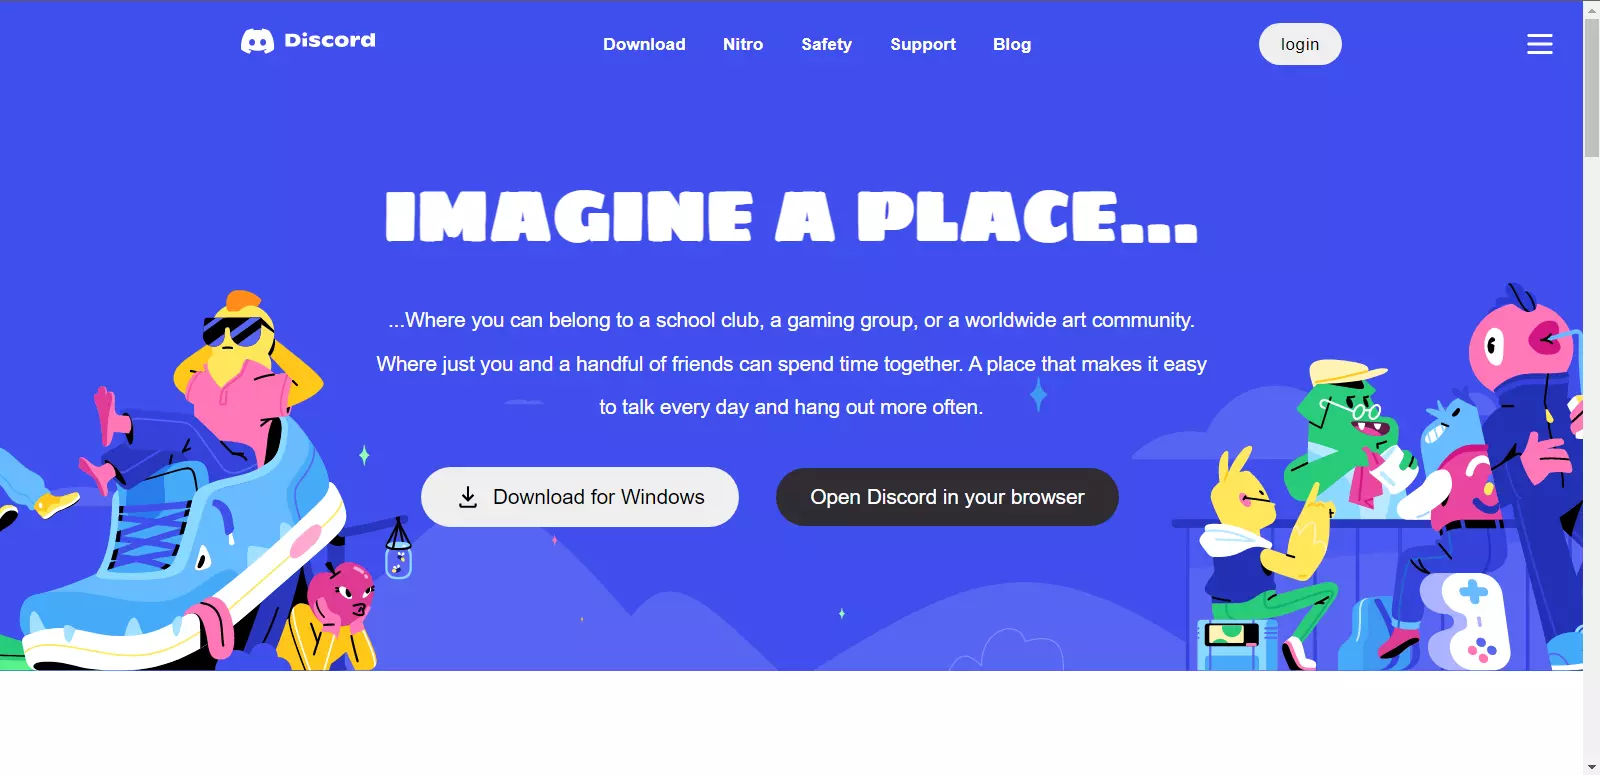 Discord
Download Nitro Safety Support Blog
login
IMAGINE A PLACE...
...Where you can belong to a school club, a gaming group, or a worldwide art community.
Where just you and a handful of friends can spend time together. A place that makes it easy
to talk every day and hang out more often.
Download for Windows
Open Discord in your browser